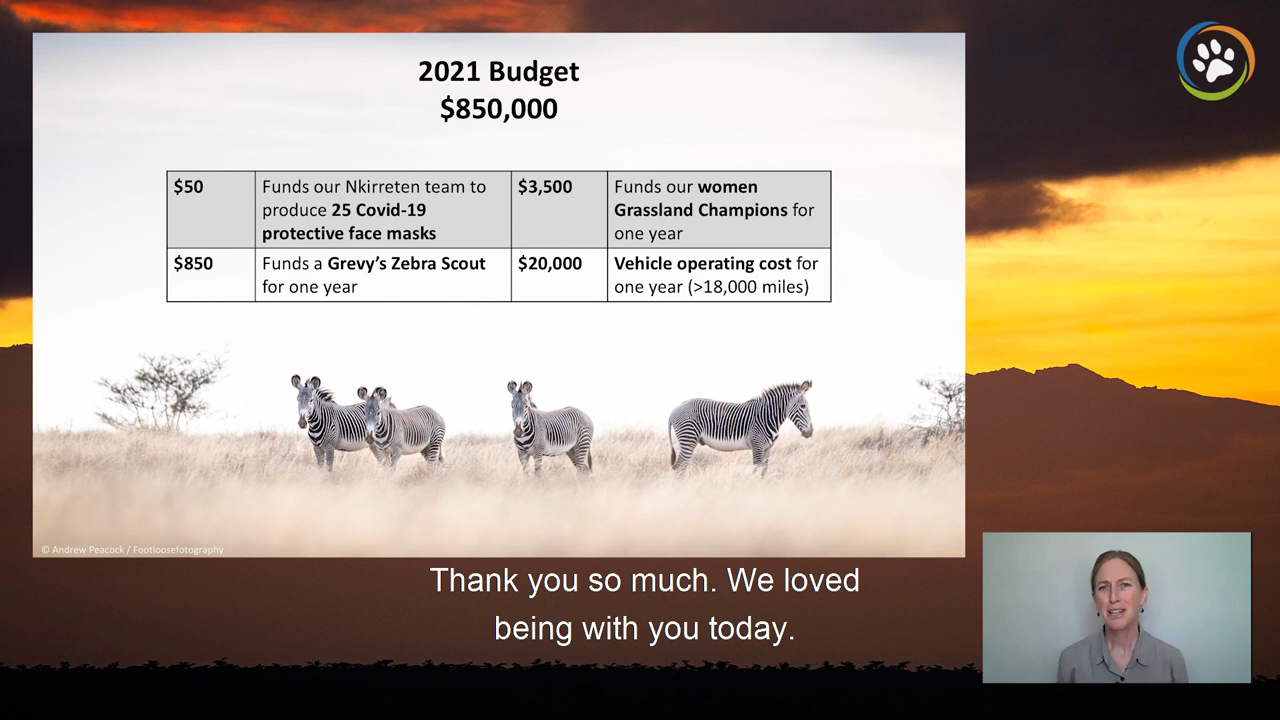 2021 Budget
$850,000
$50
Funds our Nkirreten team to
produce 25 Covid-19
protective face masks
$3,500
Funds our women
Grassland Champions for
one year
$850
Funds a Grevy's Zebra Scout
for one year
$20,000
Vehicle operating cost for
one year (>18,000 miles)
© Andrew Peacock / Footloosefotography
Thank you so much. We loved
being with you today.